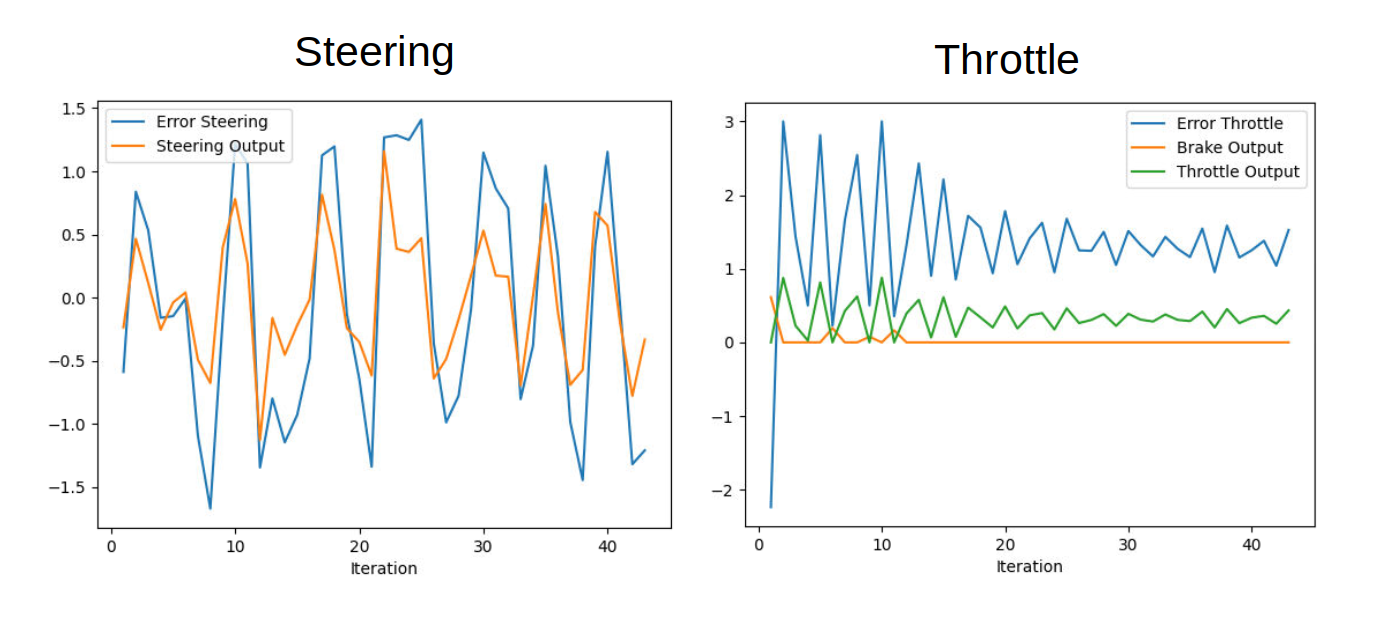 Steering
Throttle
Error Steering
Steering Output
1.5
1.0
0.5
0.0
−0.5
−1.0
−1.5
0
10
20
30
40
Iteration
Error Throttle
Brake Output
Throttle Output
3
2
1
0
−1
−2
0
10
20
30
40
Iteration